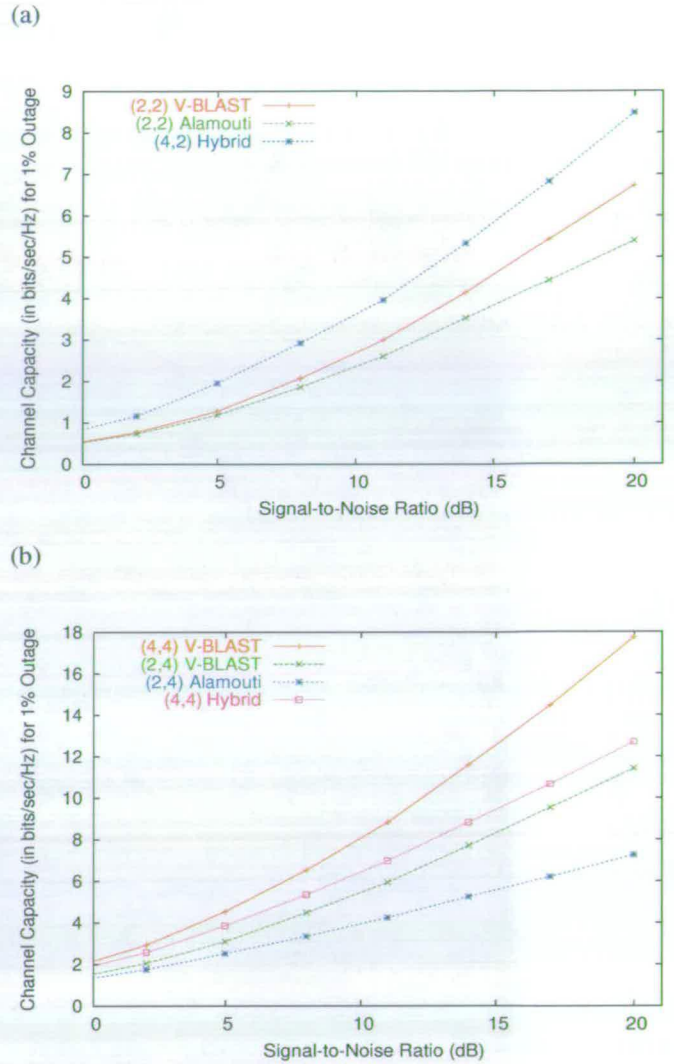 (a)
9
8
7
6
5
4
3
2
1
0
Channel Capacity (in bits/sec/Hz) for 1% Outage
(2,2) V-BLAST
(2,2) Alamouti
(4,2) Hybrid
0 5 10 15 20
Signal-to-Noise Ratio (dB)
(b)
18
16
14
12
10
8
6
4
2
0
Channel Capacity (in bits/sec/Hz) for 1% Outage
(4,4) V-BLAST
(2,4) V-BLAST
(2,4) Alamouti
(4,4) Hybrid
0 5 10 15 20
Signal-to-Noise Ratio (dB)